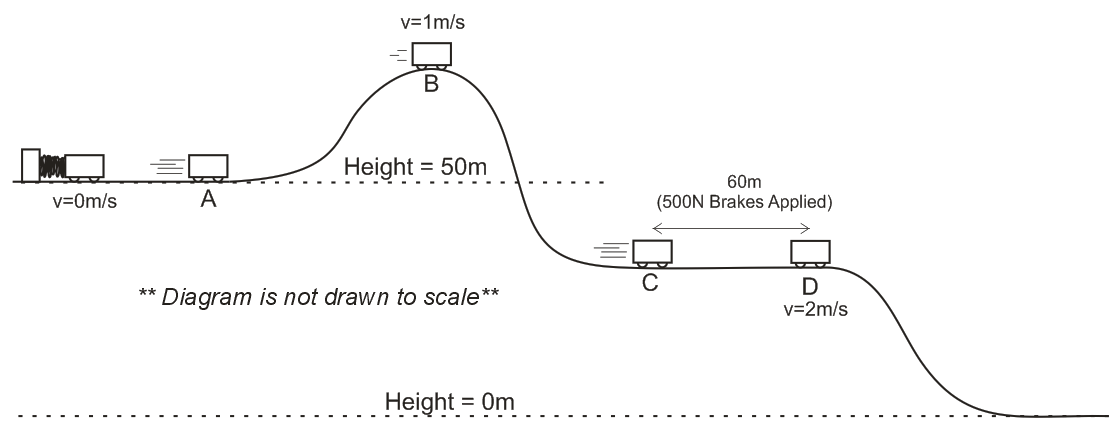 v=1m/s
B
Height = 50m
v=0m/s
A
60m
(500N Brakes Applied)
C
D
v=2m/s
** Diagram is not drawn to scale**
Height = 0m